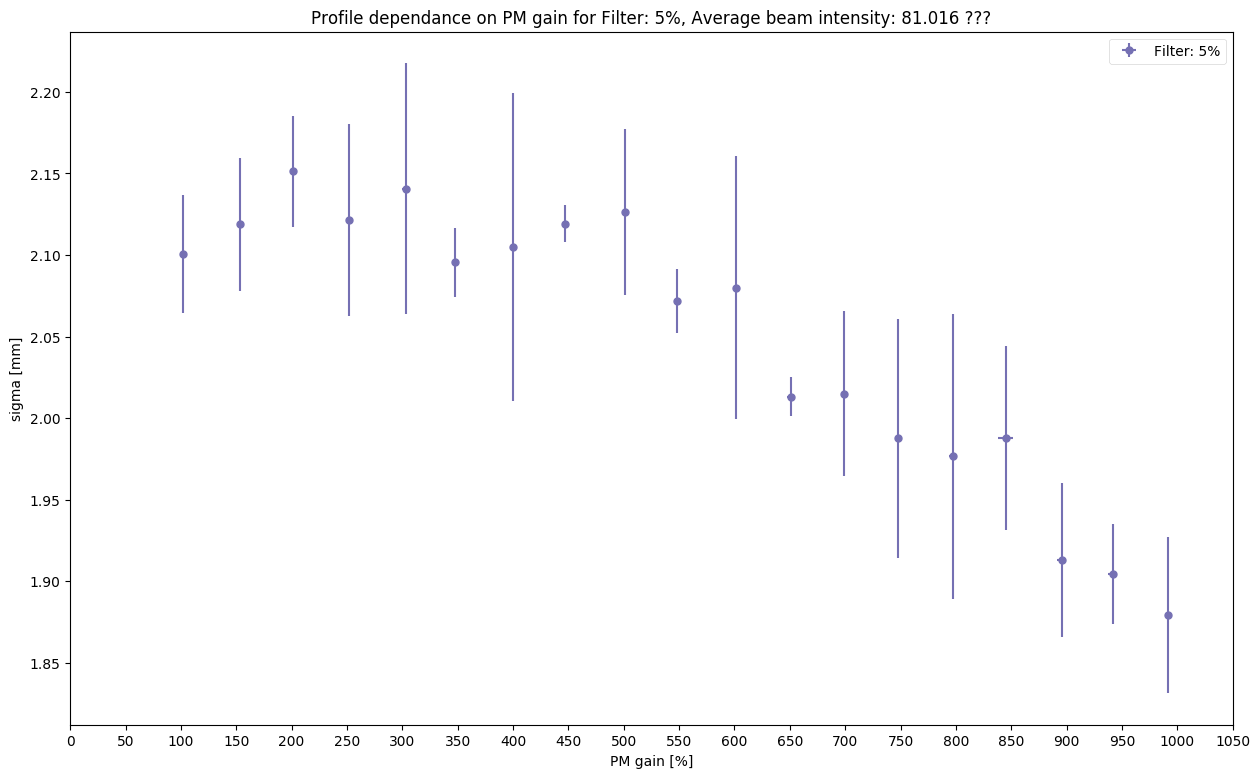 Profile dependance on PM gain for Filter: 5%, Average beam intensity: 81.016 ???
Filter: 5%
2.20
2.15
2.10
2.05
2.00
1.95
1.90
1.85
sigma [mm]
0 50 100 150 200 250 300 350 400 450 500 550 600 650 700 750 800 850 900 950 1000 1050
PM gain [%]